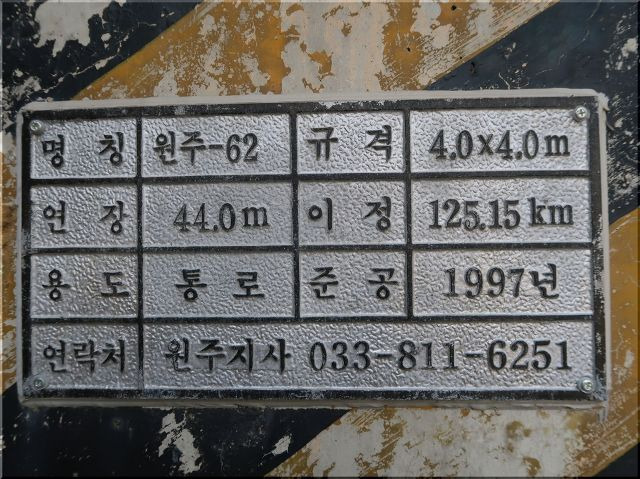 명 칭 원주-62 규 격 4.0×4.0m
연 장 44.0m 이 정 125.15km
용 도 통 로 준 공 1997년
연락처 원주지사 033-811-6251